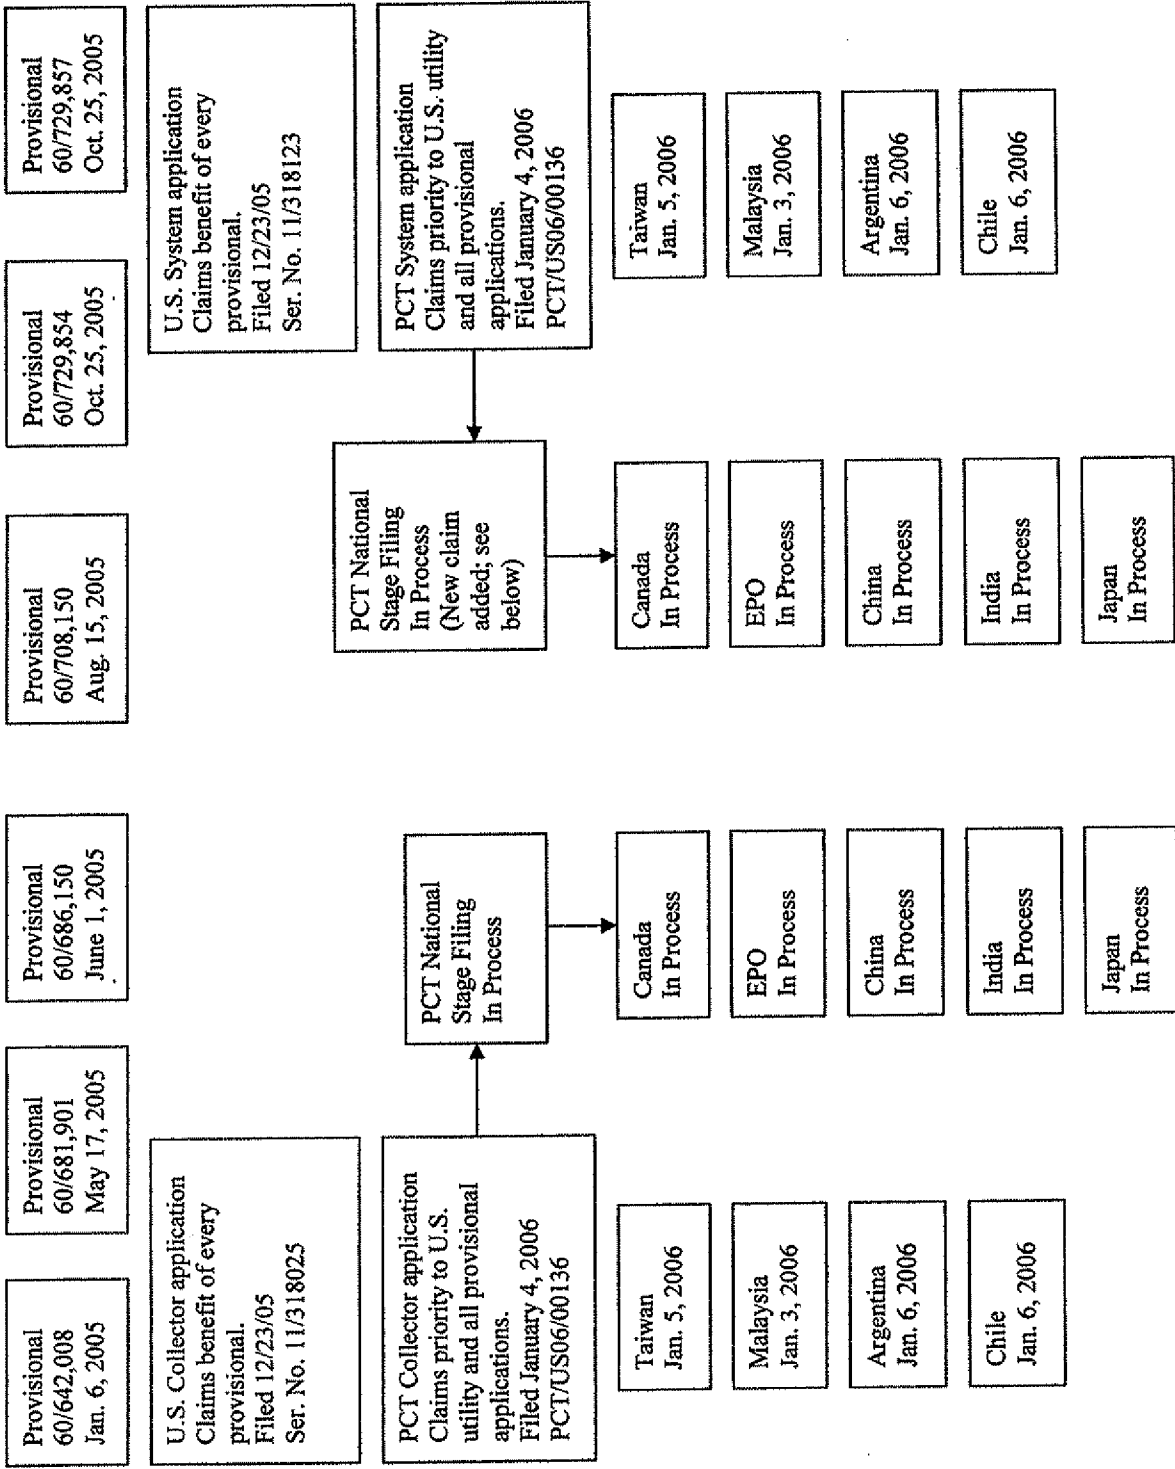 Provisional
60/642,008
Jan. 6, 2005
Provisional
60/681,901
May 17, 2005
Provisional
60/686,150
June 1, 2005
Provisional
60/708,150
Aug. 15, 2005
Provisional
60/729,854
Oct. 25, 2005
Provisional
60/729,857
Oct. 25, 2005
U.S. Collector application
Claims benefit of every
provisional.
Filed 12/23/05
Ser. No. 11/318025
U.S. System application
Claims benefit of every
provisional.
Filed 12/23/05
Ser. No. 11/318123
PCT Collector application
Claims priority to U.S.
utility and all provisional
applications.
Filed January 4, 2006
PCT/US06/00136
PCT National
Stage Filing
In Process
PCT National
Stage Filing
In Process
(New claim
added; see
below)
PCT System application
Claims priority to U.S. utility
and all provisional
applications.
Filed January 4, 2006
PCT/US06/00136
Taiwan
Jan. 5, 2006
Malaysia
Jan. 3, 2006
Argentina
Jan. 6, 2006
Chile
Jan. 6, 2006
Canada
In Process
EPO
In Process
China
In Process
India
In Process
Japan
In Process
Canada
In Process
EPO
In Process
China
In Process
India
In Process
Japan
In Process
Taiwan
Jan. 5, 2006
Malaysia
Jan. 3, 2006
Argentina
Jan. 6, 2006
Chile
Jan. 6, 2006